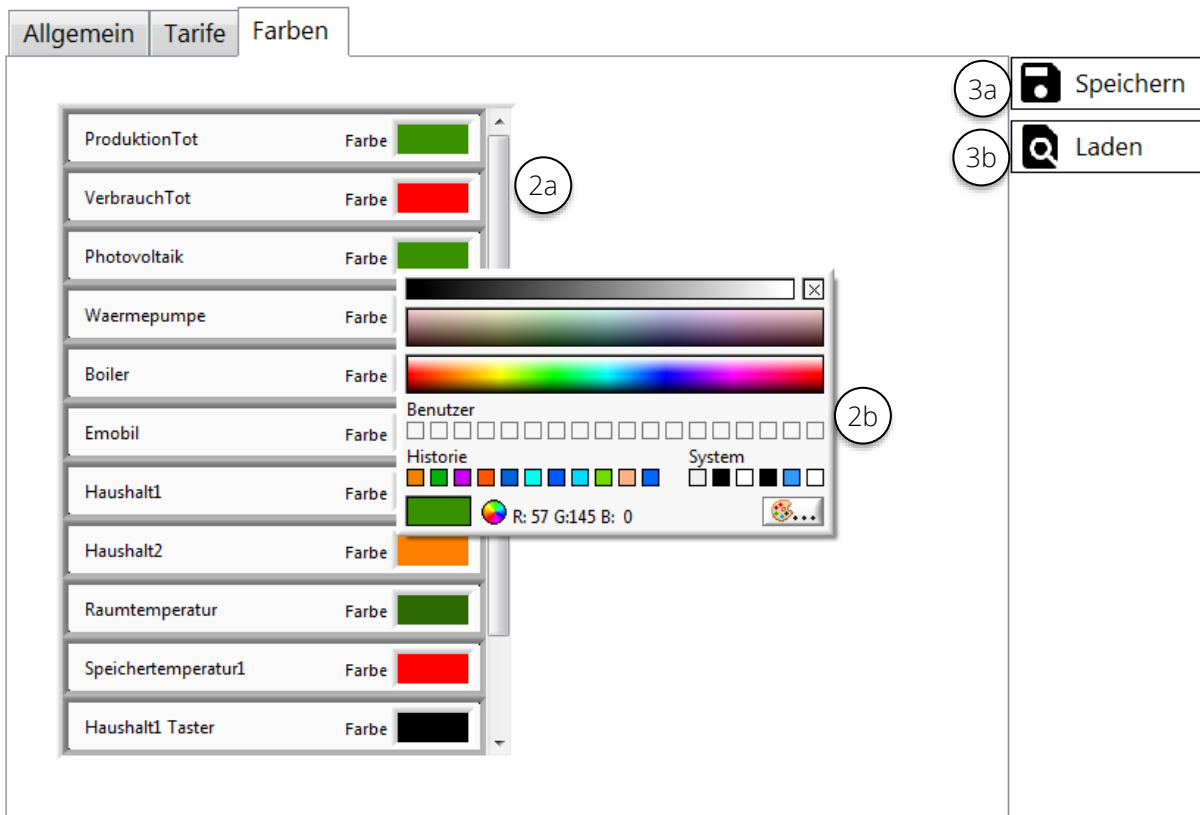 Allgemein Tarife Farben
3a Speichern
3b Laden
ProduktionTot Farbe
2a
VerbrauchTot Farbe
Photovoltaik Farbe
Waermepumpe Farbe
Boiler Farbe
Emobil Farbe
Haushalt1 Farbe
Haushalt2 Farbe
Raumtemperatur Farbe
Speichertemperatur1 Farbe
Haushalt1 Taster Farbe
Benutzer
2b
Historie System
R: 57 G:145 B: 0
...